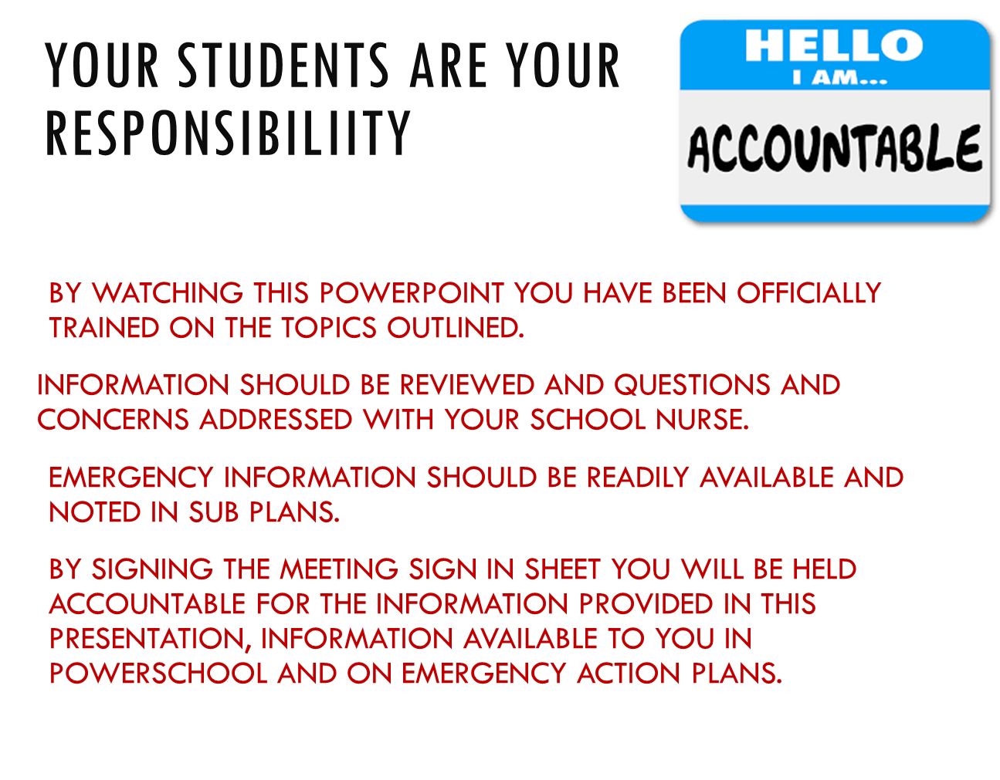 YOUR STUDENTS ARE YOUR
RESPONSIBILIITY
HELLO
I AM...
ACCOUNTABLE
BY WATCHING THIS POWERPOINT YOU HAVE BEEN OFFICIALLY
TRAINED ON THE TOPICS OUTLINED.
INFORMATION SHOULD BE REVIEWED AND QUESTIONS AND
CONCERNS ADDRESSED WITH YOUR SCHOOL NURSE.
EMERGENCY INFORMATION SHOULD BE READILY AVAILABLE AND
NOTED IN SUB PLANS.
BY SIGNING THE MEETING SIGN IN SHEET YOU WILL BE HELD
ACCOUNTABLE FOR THE INFORMATION PROVIDED IN THIS
PRESENTATION, INFORMATION AVAILABLE TO YOU IN
POWERSCHOOL AND ON EMERGENCY ACTION PLANS.